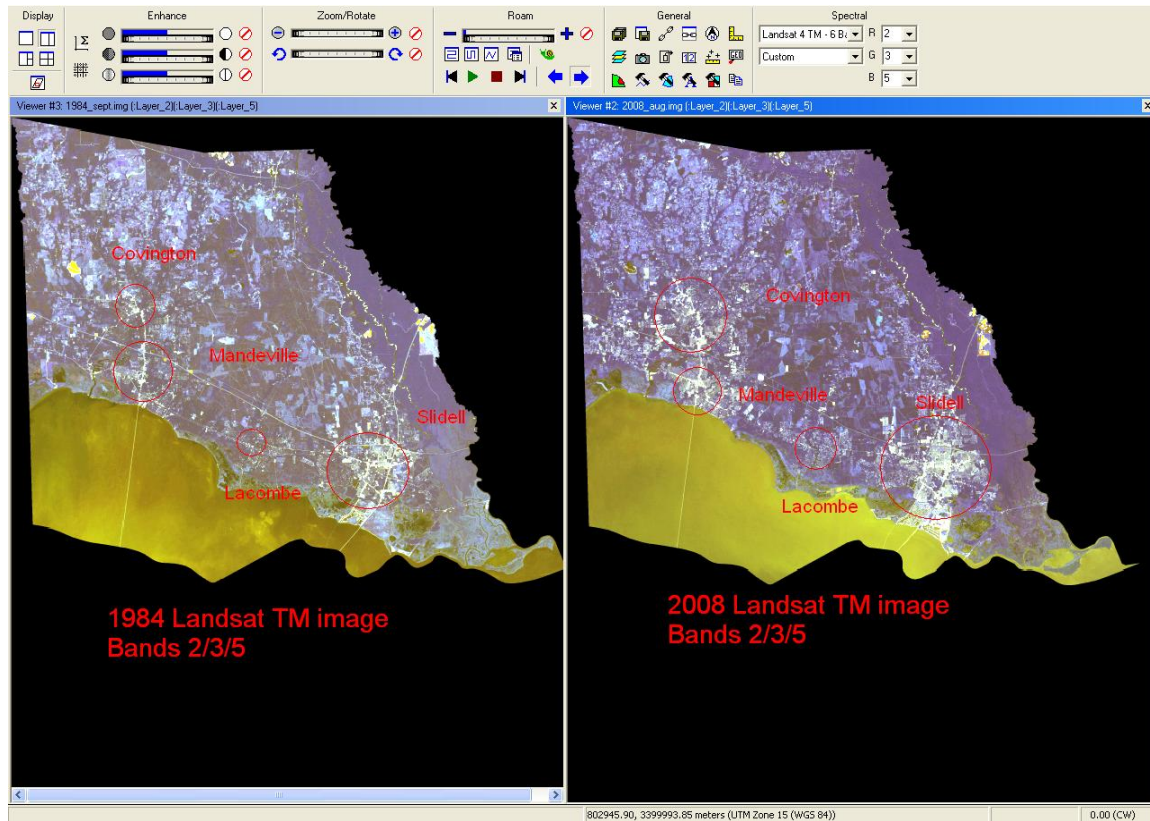 Display
Enhance
Zoom/Rotate
Roam
General
Spectral
Landsat 4 TM - 6 Ba
R 2
Custom
G 3
B 5
Viewer #3: 1984_sept.img (:Layer_2)(:Layer_3)(:Layer_5)
Covington
Mandeville
Slidell
Lacombe
1984 Landsat TM image
Bands 2/3/5
Viewer #2: 2008_aug.img (:Layer_2)(:Layer_3)(:Layer_5)
Covington
Mandeville
Slidell
Lacombe
2008 Landsat TM image
Bands 2/3/5
802945.90, 3399993.85 meters (UTM Zone 15 (WGS 84))
0.00 (CW)